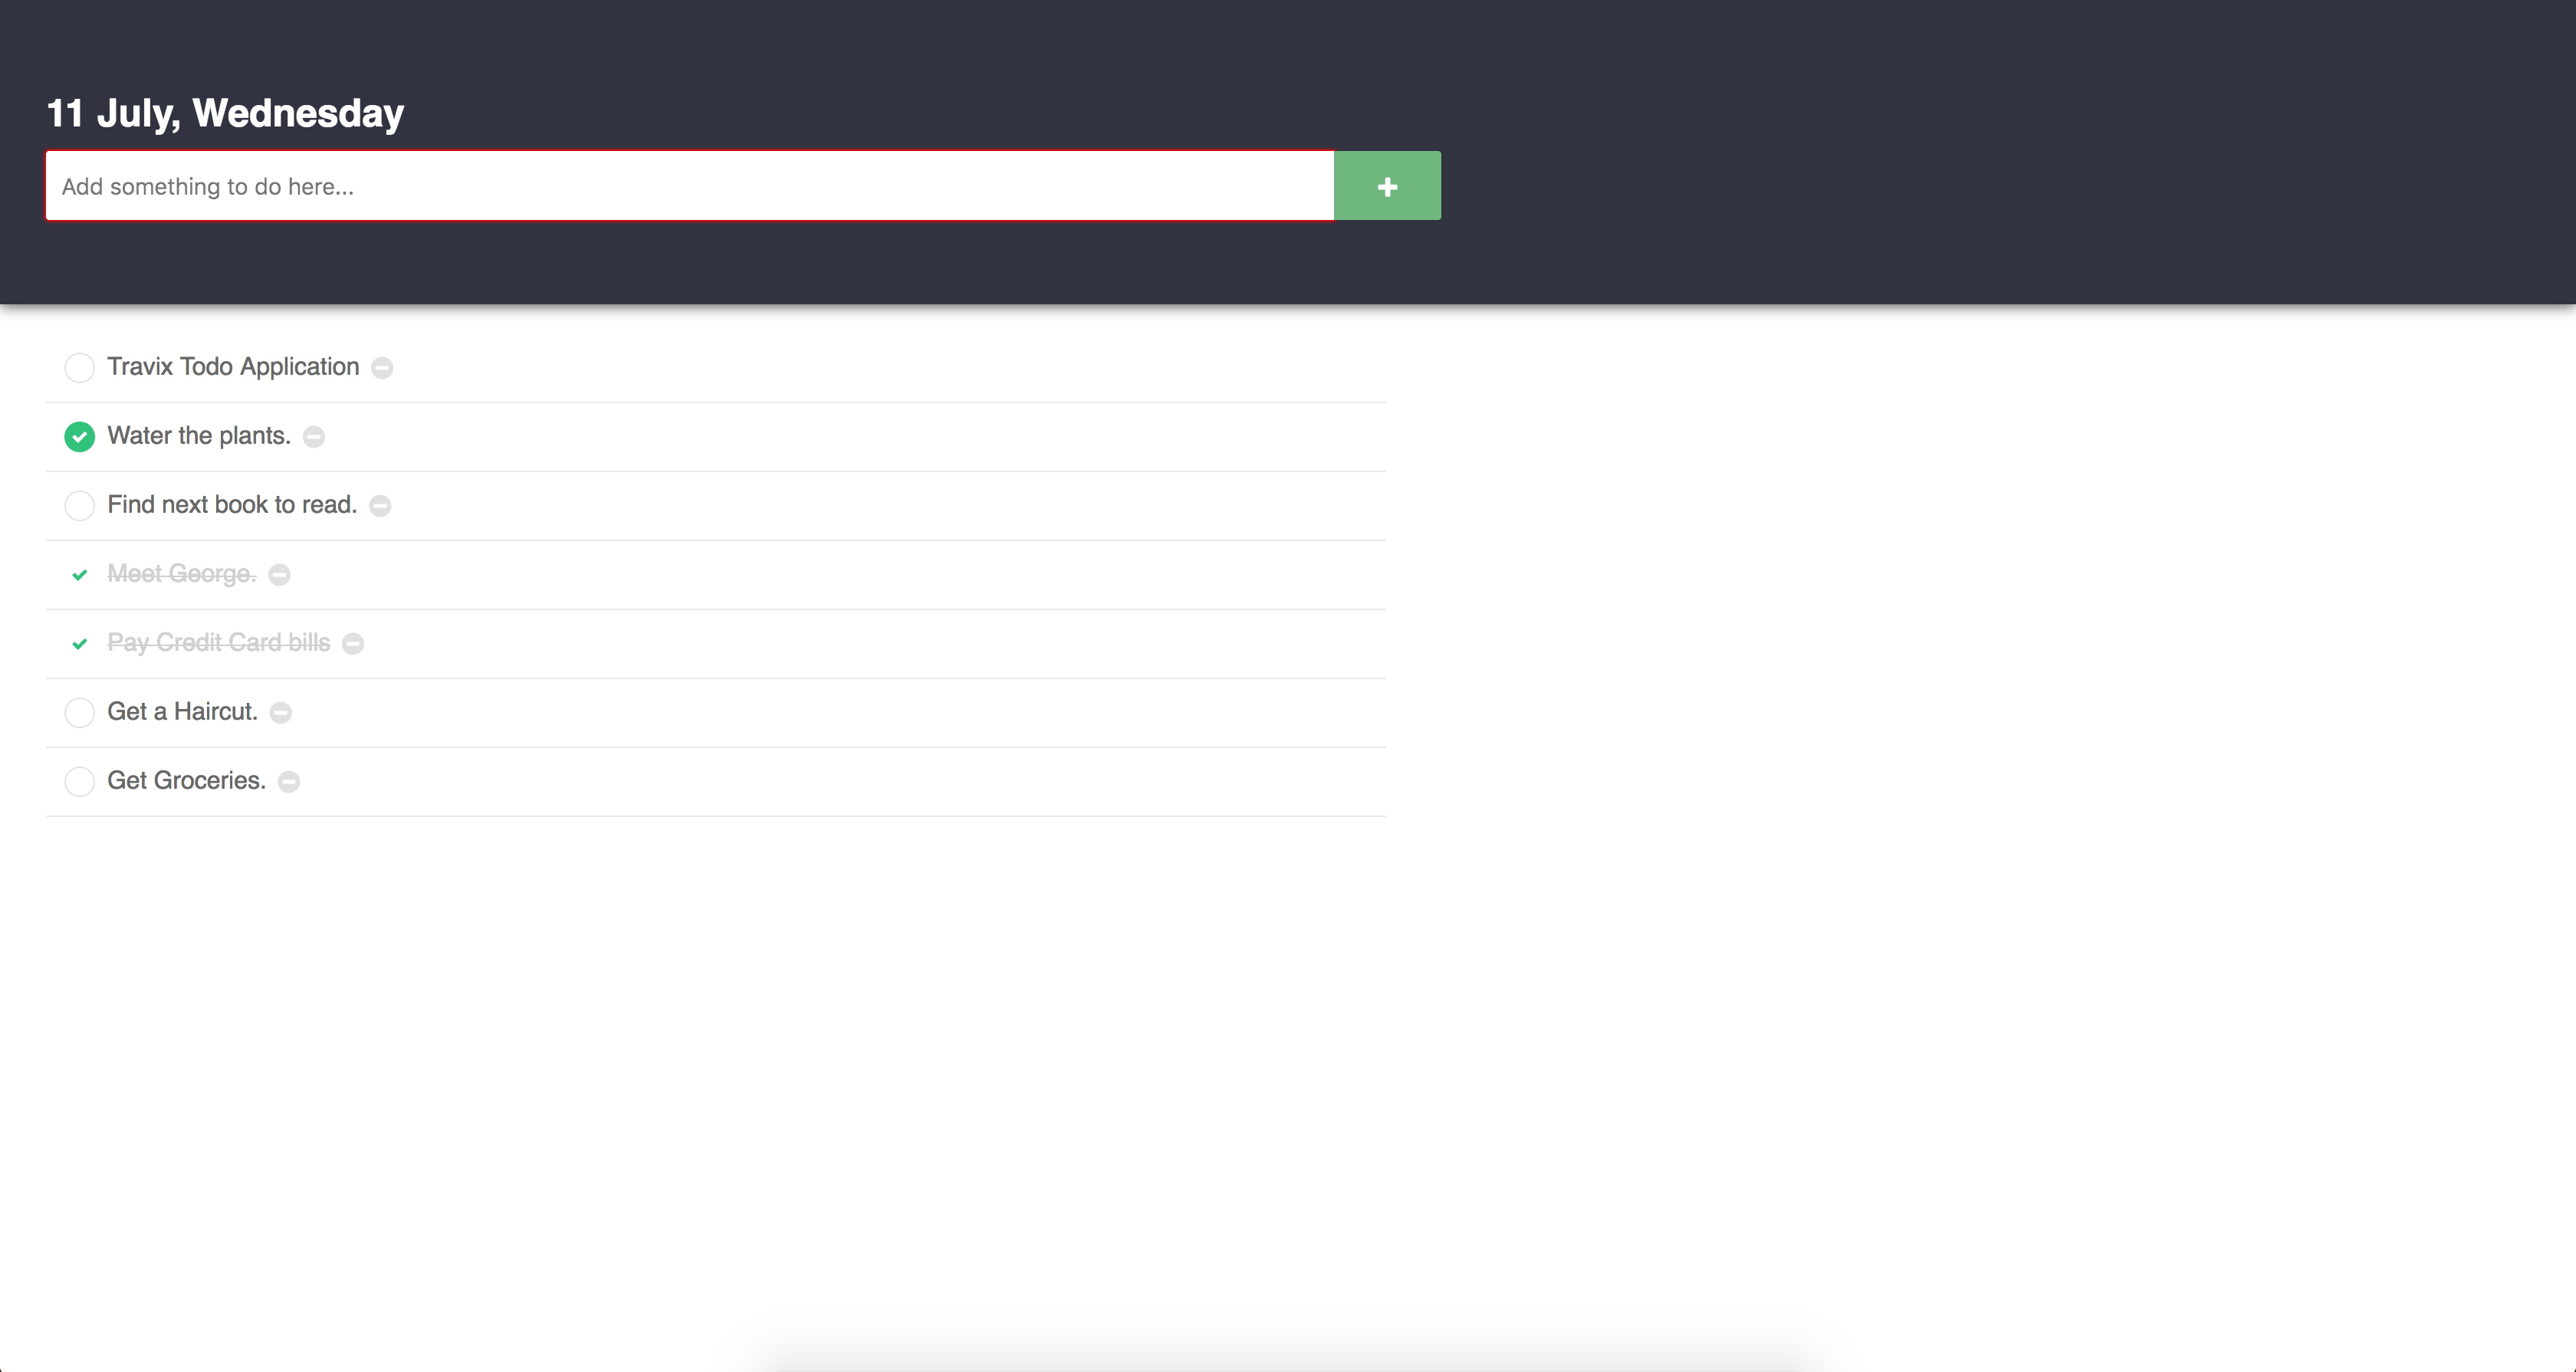 11 July, Wednesday
Add something to do here...
Travix Todo Application
Water the plants.
Find next book to read.
Meet George.
Pay Credit Card bills
Get a Haircut.
Get Groceries.